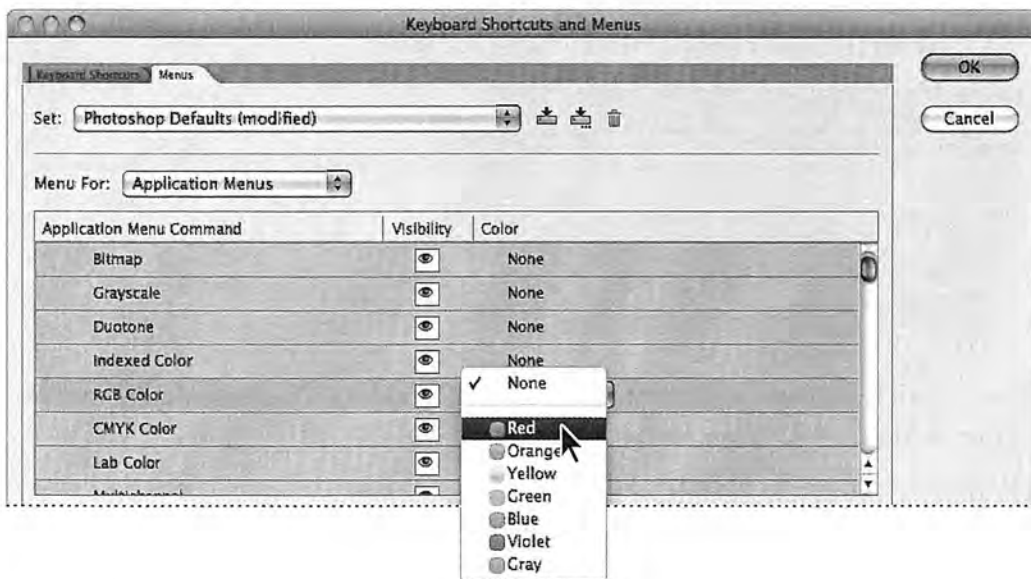 Keyboard Shortcuts and Menus
Keyboard Shortcuts Menus
OK
Set: Photoshop Defaults (modified)
Cancel
Menu For: Application Menus
Application Menu Command Visibility Color
Bitmap None
Grayscale None
Duotone None
Indexed Color None
RGB Color None
CMYK Color Red
Orange
Lab Color Yellow
Multichannel Green
Blue
Violet
Gray